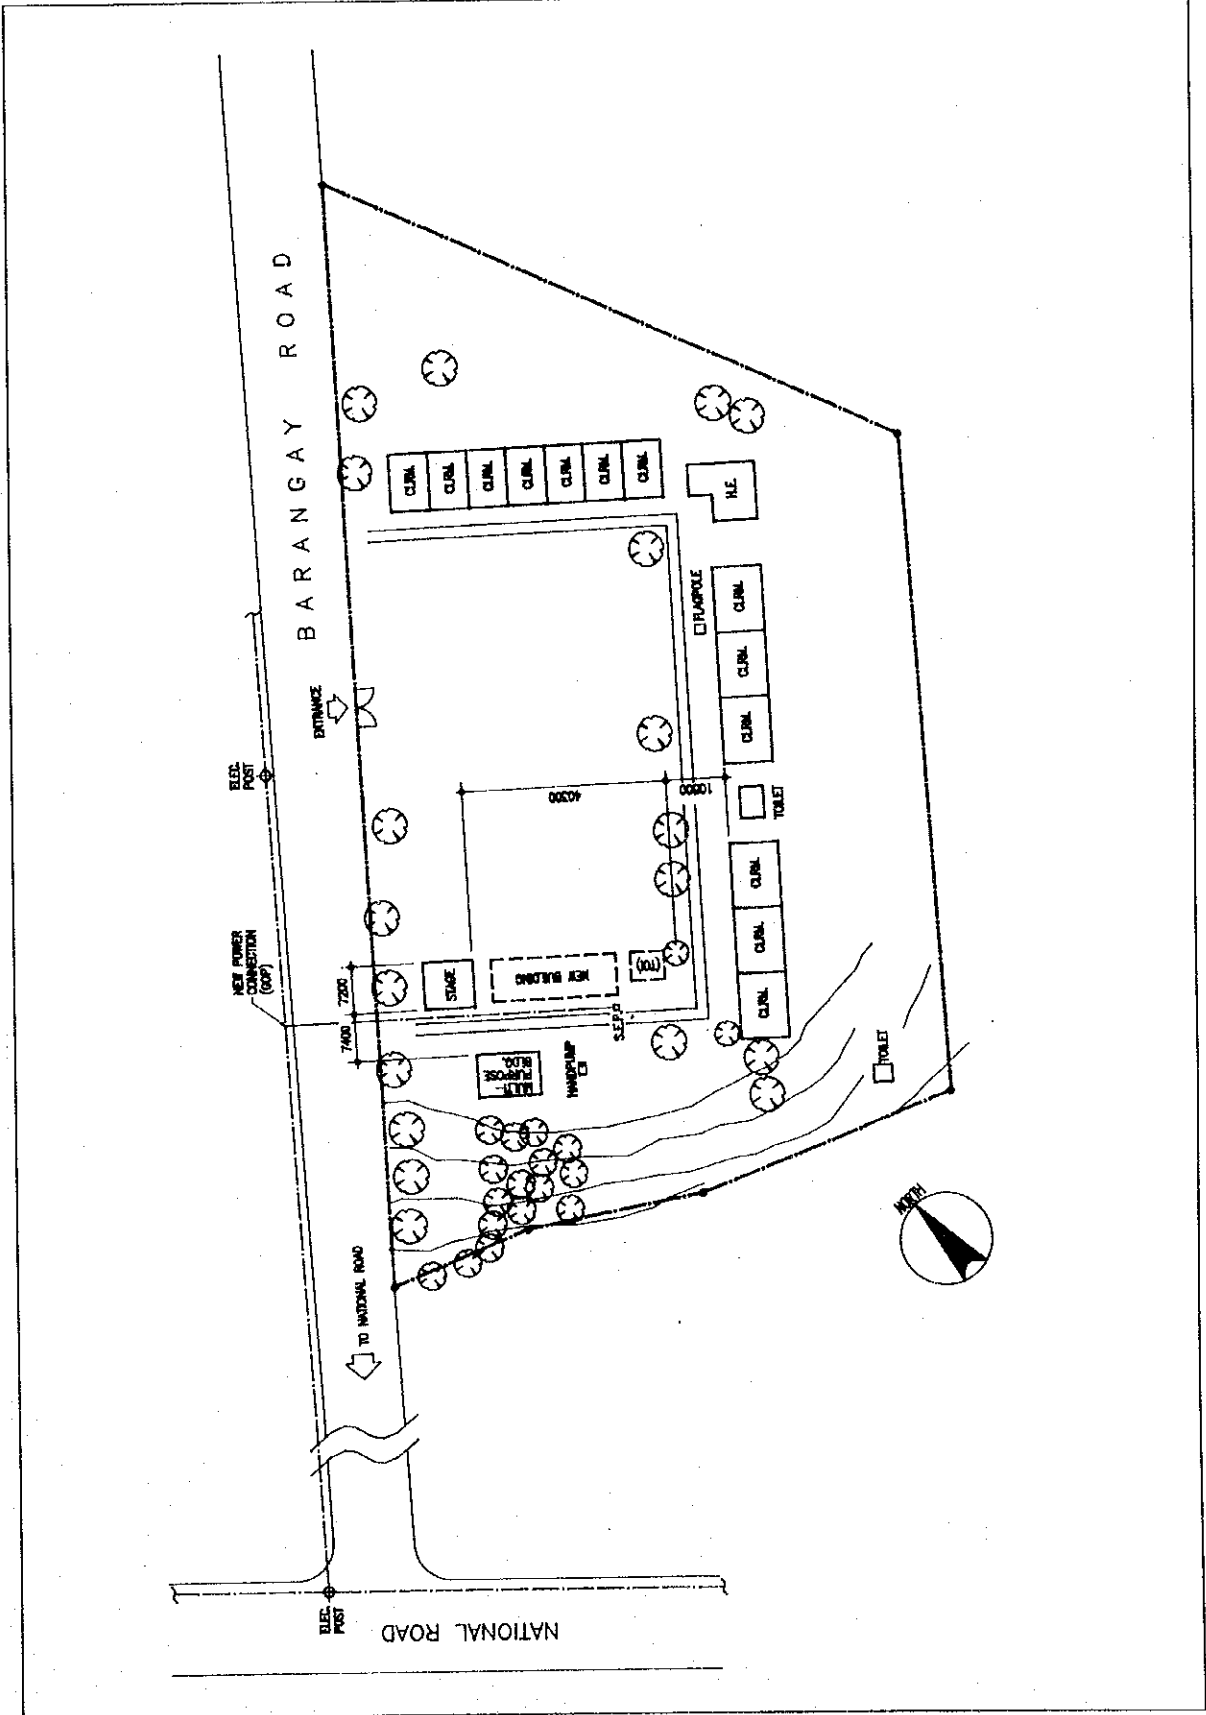 BARANGAY ROAD
ENTRANCE
ELEC.
POST
NEW POWER
CONNECTION
(GOP)
7200
7400
TO NATIONAL ROAD
ELEC.
POST
NATIONAL ROAD
CLRM.
CLRM.
CLRM.
CLRM.
CLRM.
CLRM.
CLRM.
H.E.
FLAGPOLE
CLRM.
CLRM.
CLRM.
TOILET
40300
CLRM.
CLRM.
CLRM.
STAGE
NEW BUILDING
MULTI-
PURPOSE
BLDG.
HANDPUMP
TOILET
NORTH